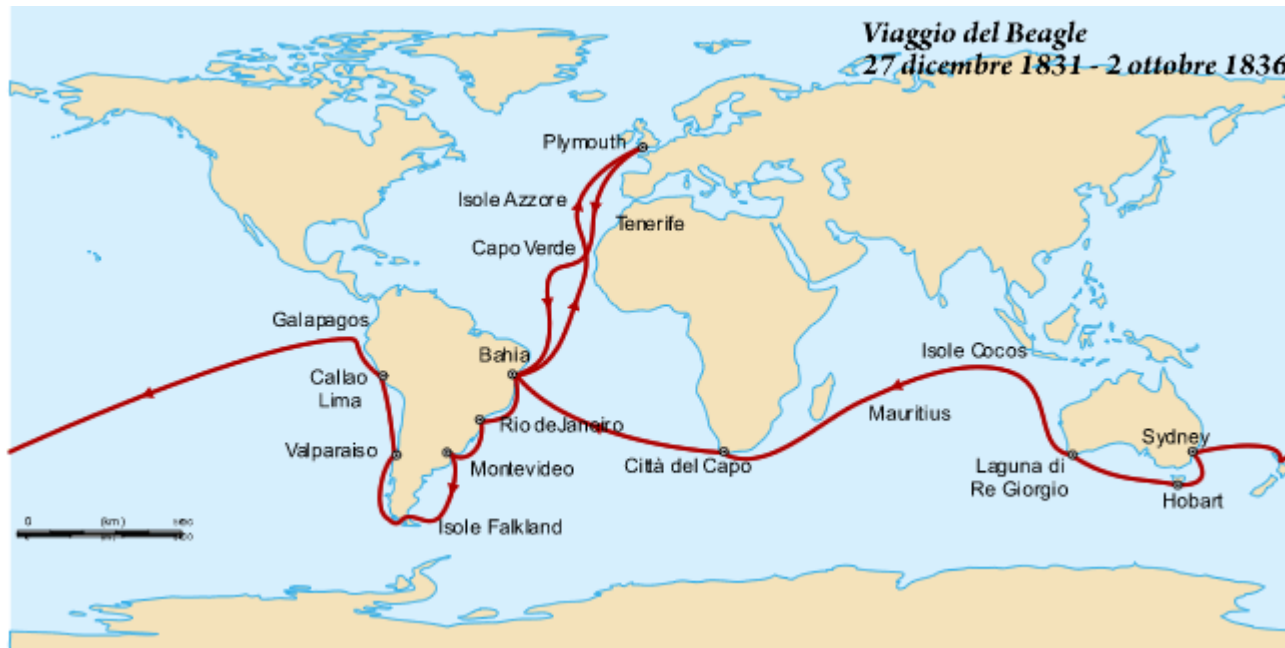 Viaggio del Beagle
27 dicembre 1831 - 2 ottobre 1836
Plymouth
Isole Azzore
Tenerife
Capo Verde
Galapagos
Bahia
Callao
Lima
Isole Cocos
Mauritius
Rio deJaneiro
Valparaiso
Montevideo
Città del Capo
Sydney
Laguna di
Re Giorgio
Hobart
Isole Falkland
0 (km)